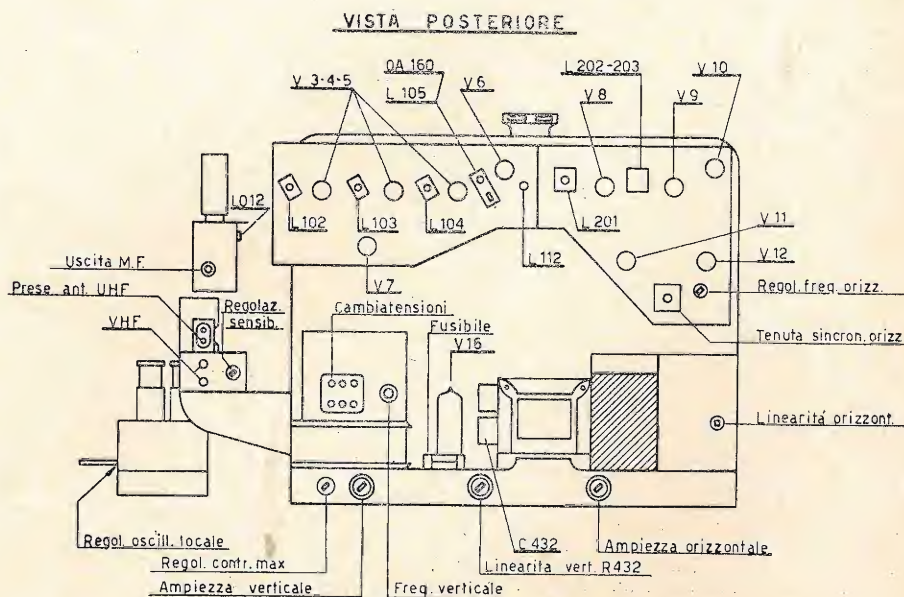 VISTA POSTERIORE
V 3-4-5
OA 160
L 105
V 6
L 202-203
V 8
V 9
V 10
L 012
L 102
L 103
L 104
L 112
L 201
V 11
V 12
Uscita M.F.
V 7
Regol. freq. orizz.
Prese ant. UHF
Regolaz.
sensib.
VHF
Cambiatensioni
Fusibile
V 16
Tenuta sincron. orizz
Linearitá orizzont.
Regol. oscill. locale
C 432
Ampiezza orizzontale
Regol. contr. max
Linearita vert. R432
Ampiezza verticale
Freq. verticale